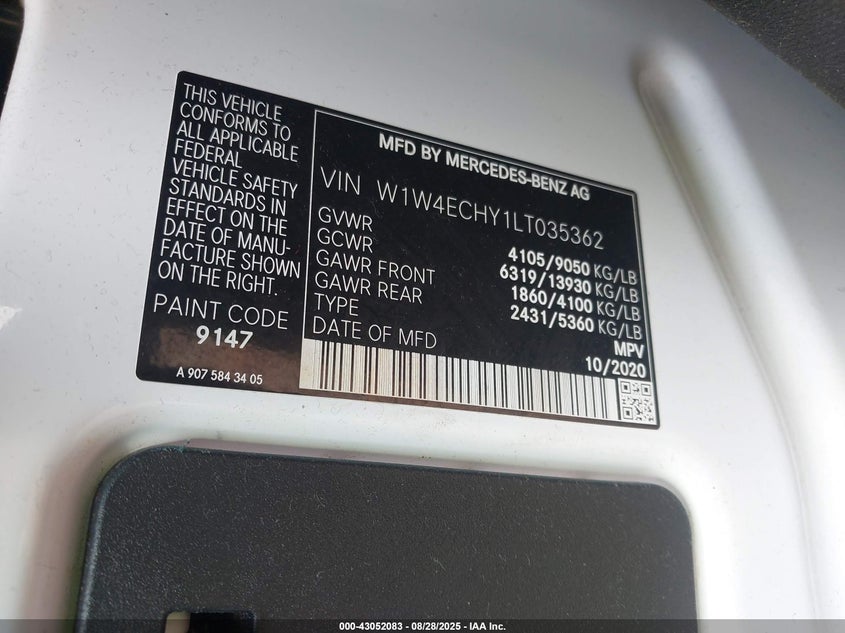 THIS VEHICLE
CONFORMS TO
ALL APPLICABLE
FEDERAL
VEHICLE SAFETY
STANDARDS IN
EFFECT ON THE
DATE OF MANU-
FACTURE SHOWN
ON THE RIGHT.
PAINT CODE
9147
A 907 584 34 05
MFD BY MERCEDES-BENZ AG
VIN W1W4ECHY1LT035362
GVWR 4105/9050 KG/LB
GCWR 6319/13930 KG/LB
GAWR FRONT 1860/4100 KG/LB
GAWR REAR 2431/5360 KG/LB
TYPE MPV
DATE OF MFD 10/2020
000-43052083 - 08/28/2025 - IAA Inc.